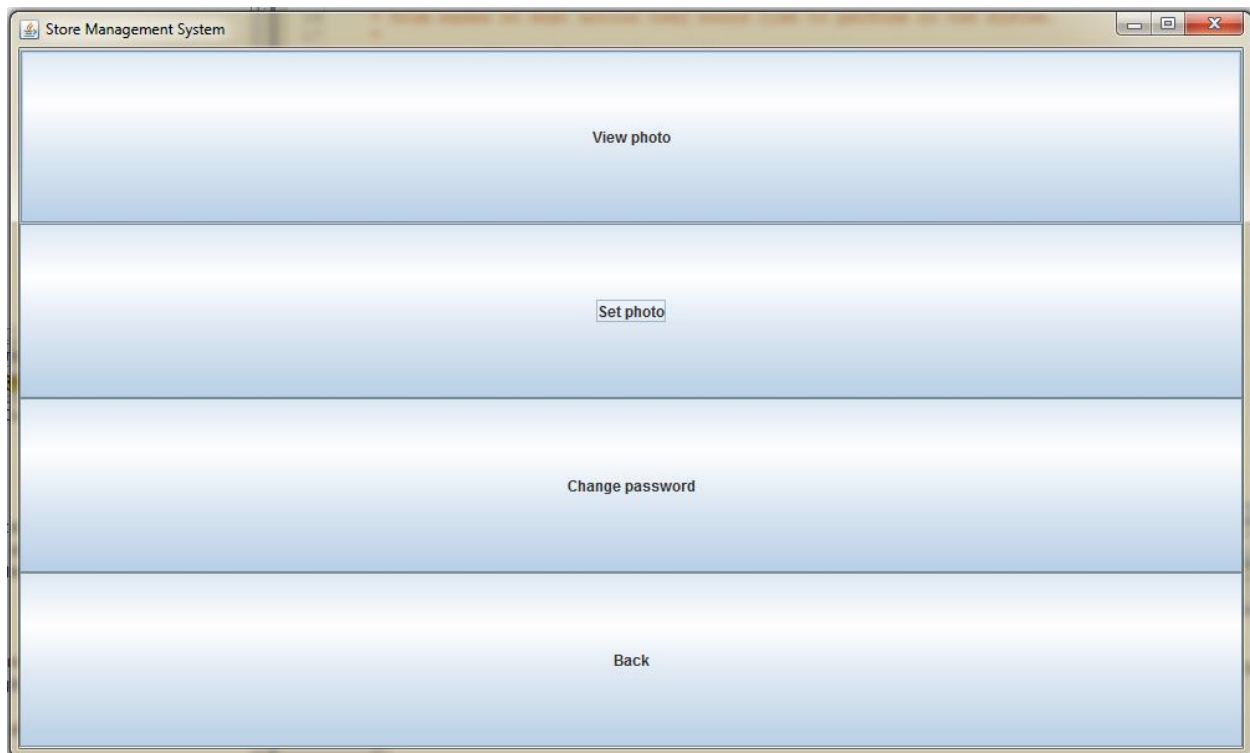 Store Management System
View photo
Set photo
Change password
Back